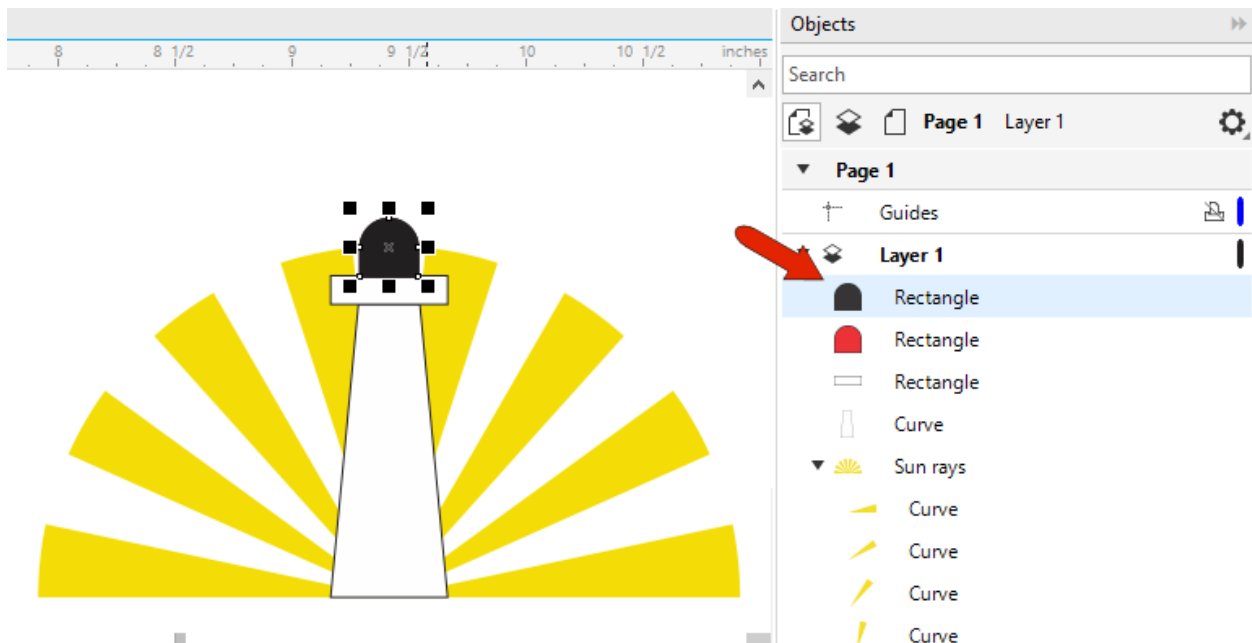 Objects
8 8 1/2 9 9 1/2 10 10 1/2 inches
Search
Page 1 Layer 1
Page 1
Guides
Layer 1
Rectangle
Rectangle
Rectangle
Curve
Sun rays
Curve
Curve
Curve
Curve